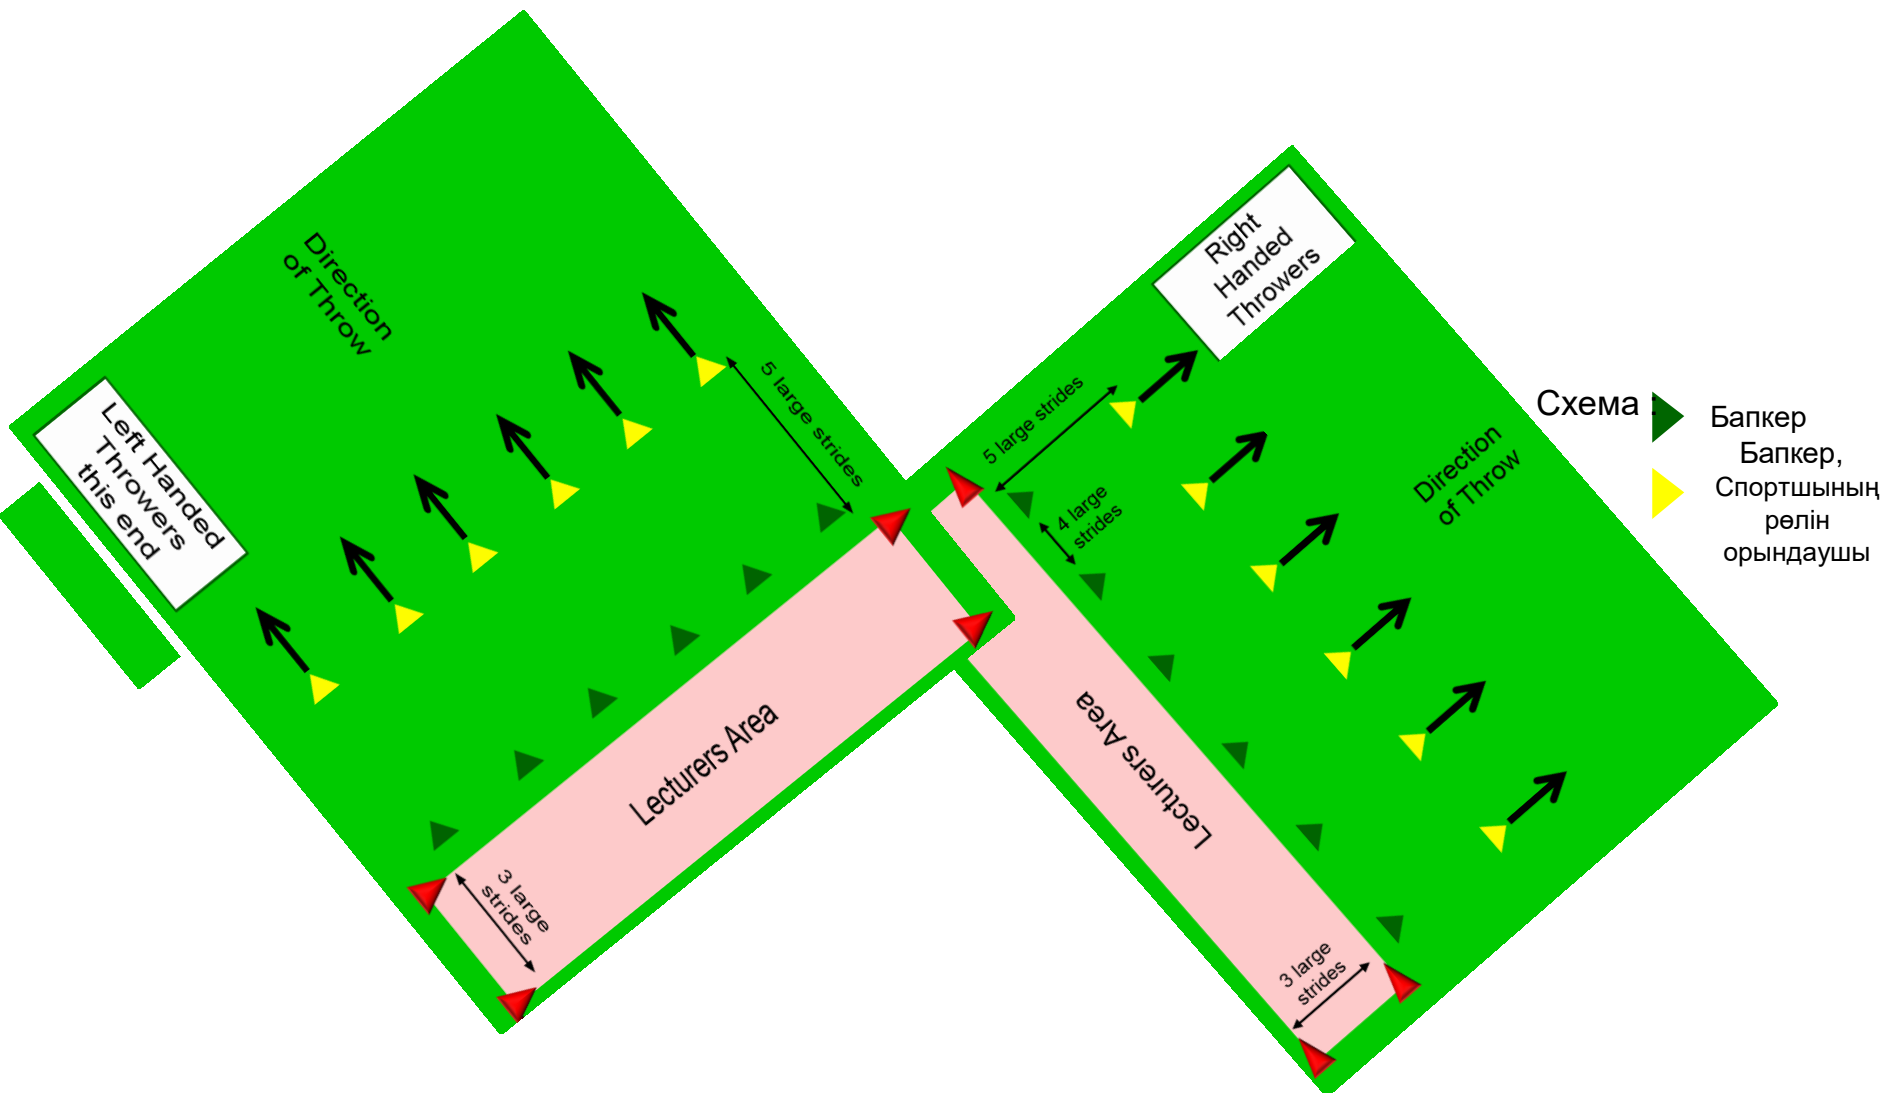 Direction
of Throw
Left Handed
Throwers
this end
5 large strides
Lecturers Area
3 large
strides
Right
Handed
Throwers
5 large strides
4 large
strides
Direction
of Throw
Lecturers Area
3 large
strides
Схема :
Бапкер
Бапкер,
Спортшының
рөлін
орындаушы